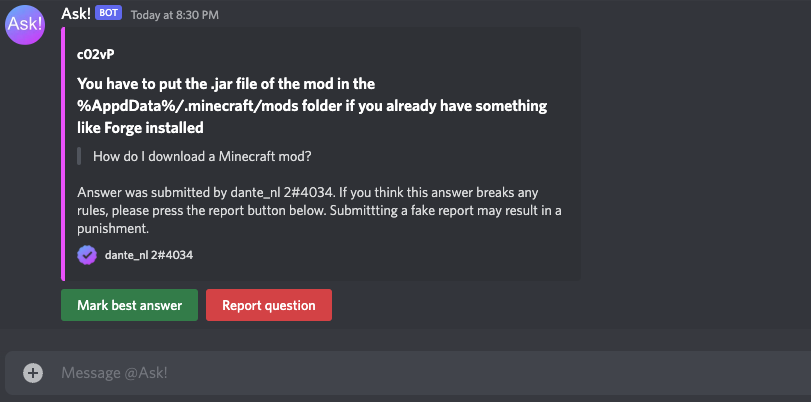 Ask!
Ask! BOT Today at 8:30 PM
c02vP
You have to put the .jar file of the mod in the
%AppdData%/.minecraft/mods folder if you already have something
like Forge installed
How do I download a Minecraft mod?
Answer was submitted by dante_nl 2#4034. If you think this answer breaks any
rules, please press the report button below. Submittting a fake report may result in a
punishment.
dante_nl 2#4034
Mark best answer Report question
Message @Ask!